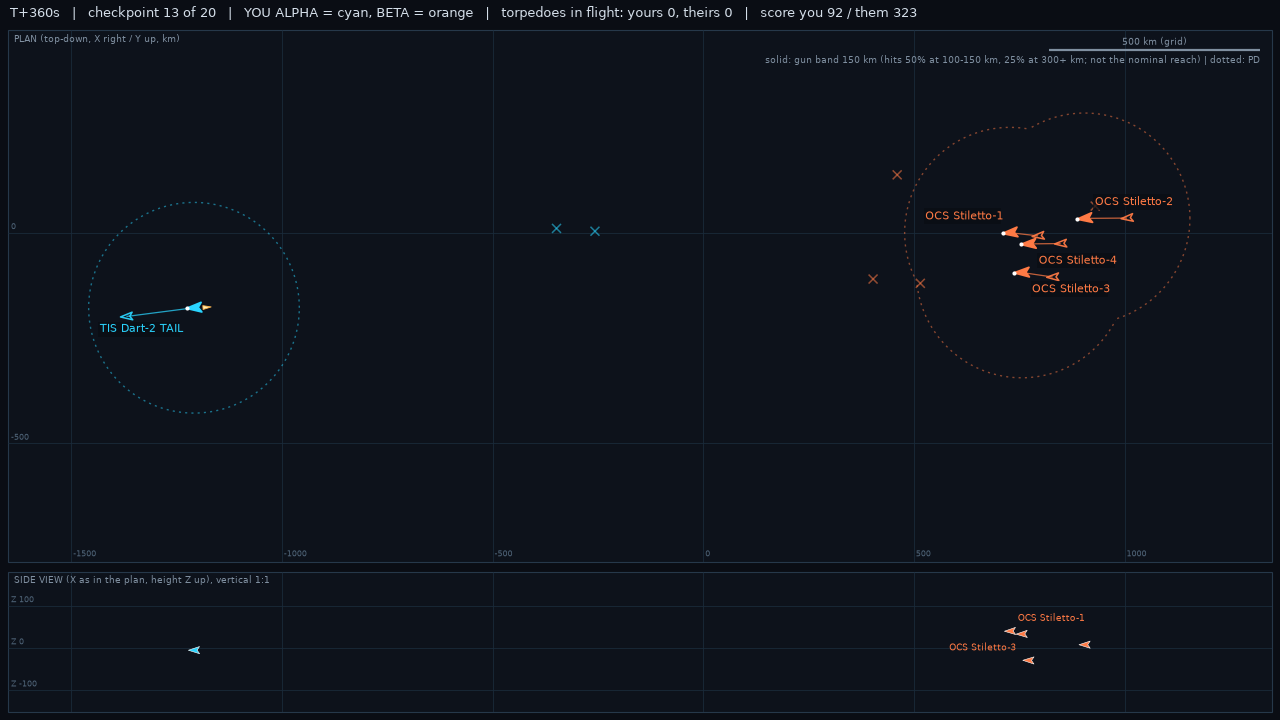 T+360s | checkpoint 13 of 20 | YOU ALPHA = cyan, BETA = orange | torpedoes in flight: yours 0, theirs 0 | score you 92 / them 323
PLAN (top-down, X right / Y up, km)
500 km (grid)
solid: gun band 150 km (hits 50% at 100-150 km, 25% at 300+ km; not the nominal reach) | dotted: PD
OCS Stiletto-2
OCS Stiletto-1
0
OCS Stiletto-4
OCS Stiletto-3
TIS Dart-2 TAIL
-500
-1500
-1000
-500
0
500
1000
SIDE VIEW (X as in the plan, height Z up), vertical 1:1
Z 100
OCS Stiletto-1
Z 0
OCS Stiletto-3
Z -100